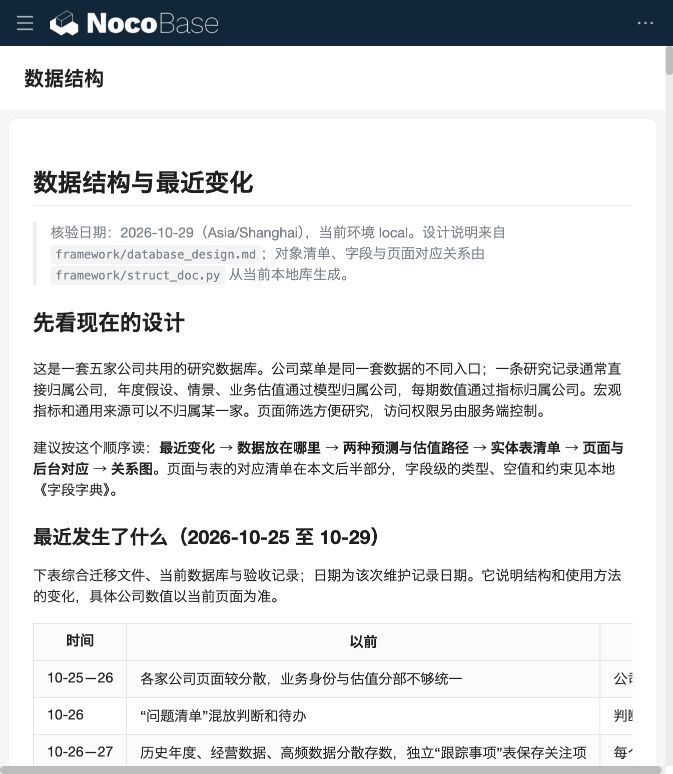 NocoBase
数据结构
数据结构与最近变化
核验日期：2026-10-29（Asia/Shanghai），当前环境 local。设计说明来自
framework/database_design.md ；对象清单、字段与页面对应关系由
framework/struct_doc.py 从当前本地库生成。
先看现在的设计
这是一套五家公司共用的研究数据库。公司菜单是同一套数据的不同入口；一条研究记录通常直
接归属公司，年度假设、情景、业务估值通过模型归属公司，每期数值通过指标归属公司。宏观
指标和通用来源可以不归属某一家。页面筛选方便研究，访问权限另由服务端控制。
建议按这个顺序读：最近变化 → 数据放在哪里 → 两种预测与估值路径 → 实体表清单 → 页面与
后台对应 → 关系图。页面与表的对应清单在本文后半部分，字段级的类型、空值和约束见本地
《字段字典》。
最近发生了什么（2026-10-25 至 10-29）
下表综合迁移文件、当前数据库与验收记录；日期为该次维护记录日期。它说明结构和使用方法
的变化，具体公司数值以当前页面为准。
时间 以前
10-25—26 各家公司页面较分散，业务身份与估值分部不够统一 公司
10-26 “问题清单”混放判断和待办 判断
10-26—27 历史年度、经营数据、高频数据分散存数，独立“跟踪事项”表保存关注项 每个